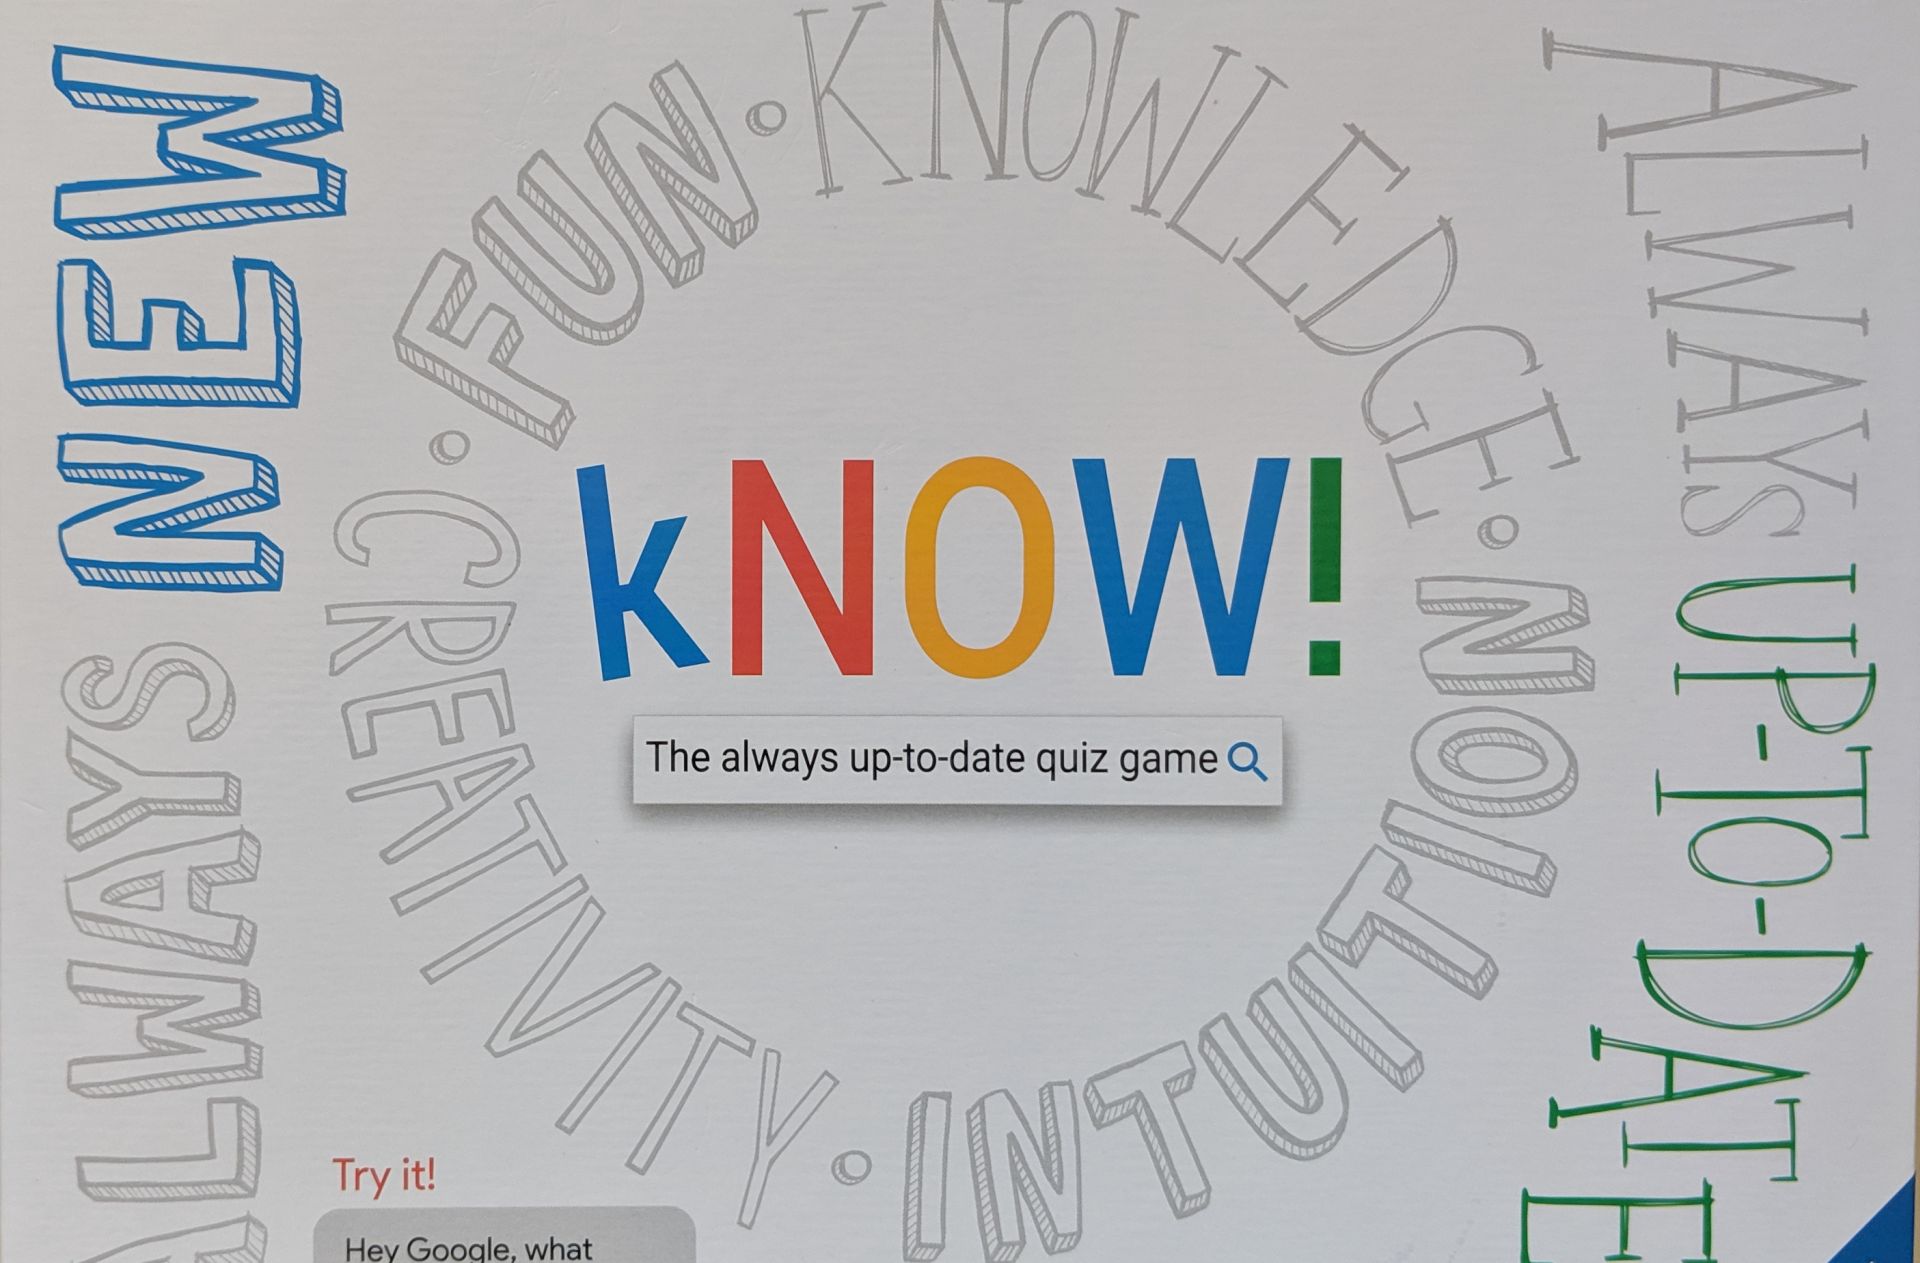 ALWAYS NEW
FUN • KNOWLEDGE • NO INTUITION • CREATIVITY •
kNOW!
The always up-to-date quiz game
ALWAYS UP-TO-DATE
Try it!
Hey Google, what